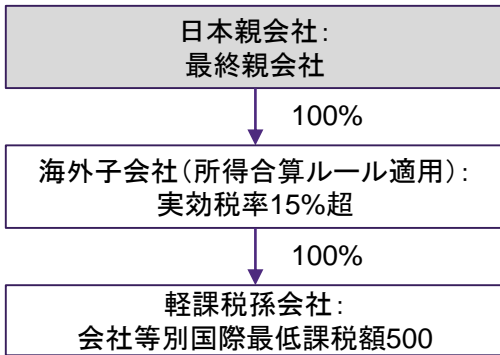 日本親会社：
最終親会社
100%
海外子会社（所得合算ルール適用）：
実効税率15%超
100%
軽課税孫会社：
会社等別国際最低課税額500